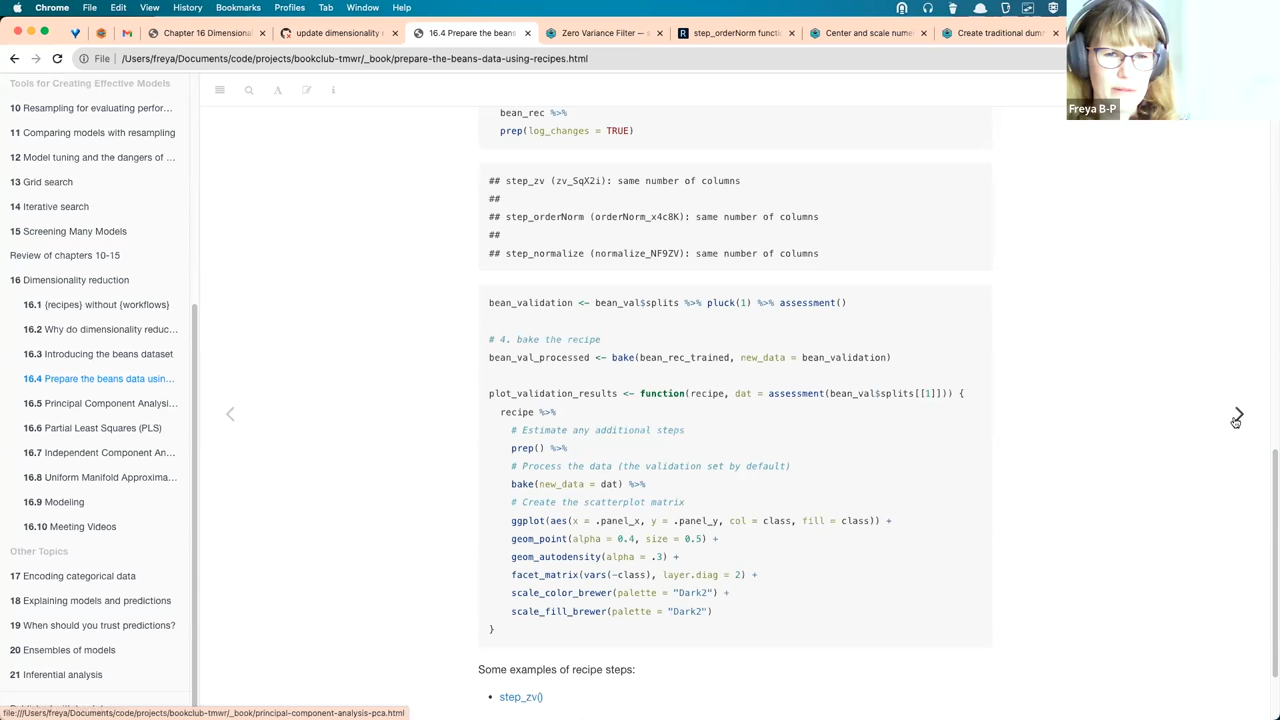 Chrome File Edit View History Bookmarks Profiles Tab Window Help
Chapter 16 Dimensional
update dimensionality r
16.4 Prepare the beans
Zero Variance Filter — s
step_orderNorm functi
Center and scale nume
Create traditional dum
File /Users/freya/Documents/code/projects/bookclub-tmwr/_book/prepare-the-beans-data-using-recipes.html
Freya B-P
Tools for Creating Effective Models
10 Resampling for evaluating perfor...
11 Comparing models with resampling
12 Model tuning and the dangers of ...
13 Grid search
14 Iterative search
15 Screening Many Models
Review of chapters 10-15
16 Dimensionality reduction
16.1 {recipes} without {workflows}
16.2 Why do dimensionality reduc...
16.3 Introducing the beans dataset
16.4 Prepare the beans data usin...
16.5 Principal Component Analysi...
16.6 Partial Least Squares (PLS)
16.7 Independent Component An...
16.8 Uniform Manifold Approxima...
16.9 Modeling
16.10 Meeting Videos
Other Topics
17 Encoding categorical data
18 Explaining models and predictions
19 When should you trust predictions?
20 Ensembles of models
21 Inferential analysis
bean_rec %>%
prep(log_changes = TRUE)
## step_zv (zv_SqX2i): same number of columns
##
## step_orderNorm (orderNorm_x4c8K): same number of columns
##
## step_normalize (normalize_NF9ZV): same number of columns
bean_validation <- bean_val$splits %>% pluck(1) %>% assessment()
# 4. bake the recipe
bean_val_processed <- bake(bean_rec_trained, new_data = bean_validation)
plot_validation_results <- function(recipe, dat = assessment(bean_val$splits[[1]])) {
recipe %>%
# Estimate any additional steps
prep() %>%
# Process the data (the validation set by default)
bake(new_data = dat) %>%
# Create the scatterplot matrix
ggplot(aes(x = .panel_x, y = .panel_y, col = class, fill = class)) +
geom_point(alpha = 0.4, size = 0.5) +
geom_autodensity(alpha = .3) +
facet_matrix(vars(-class), layer.diag = 2) +
scale_color_brewer(palette = "Dark2") +
scale_fill_brewer(palette = "Dark2")
}
Some examples of recipe steps:
• step_zv()
file:///Users/freya/Documents/code/projects/bookclub-tmwr/_book/principal-component-analysis-pca.html